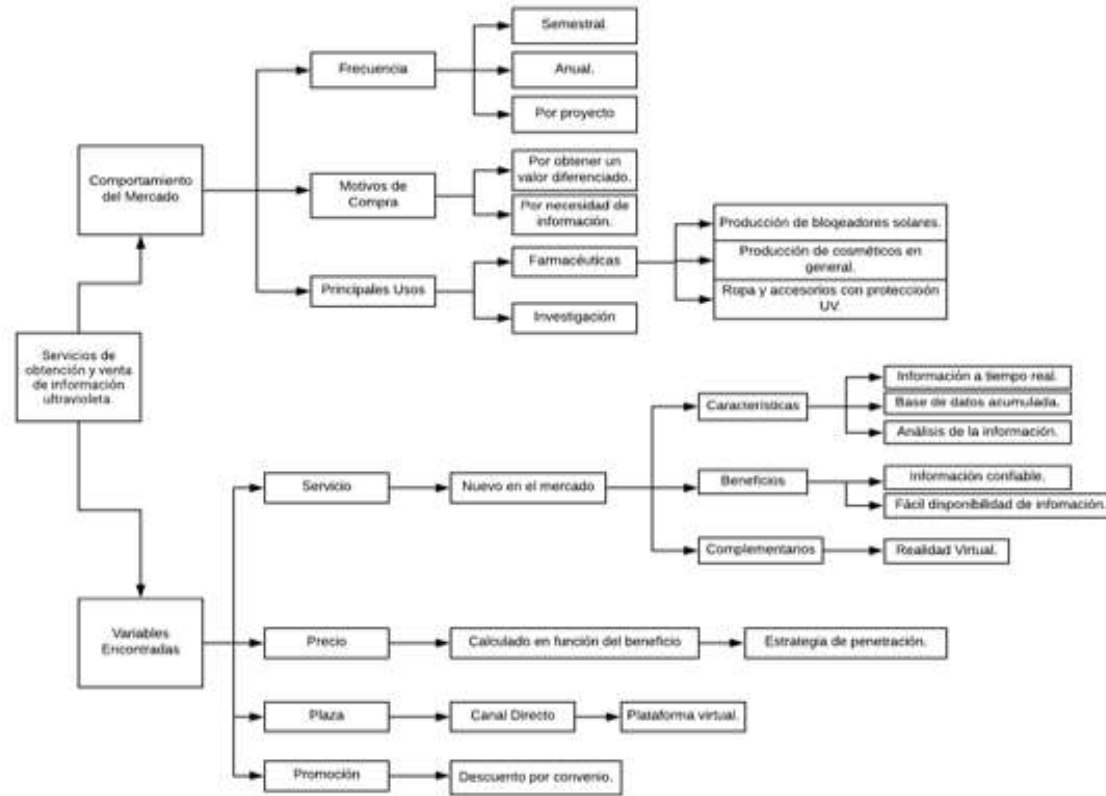 Semestral
Frecuencia
Anual.
Por proyecto
Comportamiento
del Mercado
Motivos de
Compra
Por obtener un
valor diferenciado.
Por necesidad de
información.
Principales Usos
Farmacéuticas
Producción de bloqeadores solares.
Producción de cosméticos en
general.
Ropa y accesorios con proteccioón
UV.
Investigación
Servicios de
obtención y venta
de información
ultravioleta.
Variables
Encontradas
Servicio
Nuevo en el mercado
Características
Información a tiempo real.
Base de datos acumulada.
Análisis de la información.
Beneficios
Información confiable.
Fácil disponibilidad de infomación.
Complementarios
Realidad Virtual.
Precio
Calculado en función del beneficio
Estrategia de penetración.
Plaza
Canal Directo
Plataforma virtual.
Promoción
Descuento por convenio.